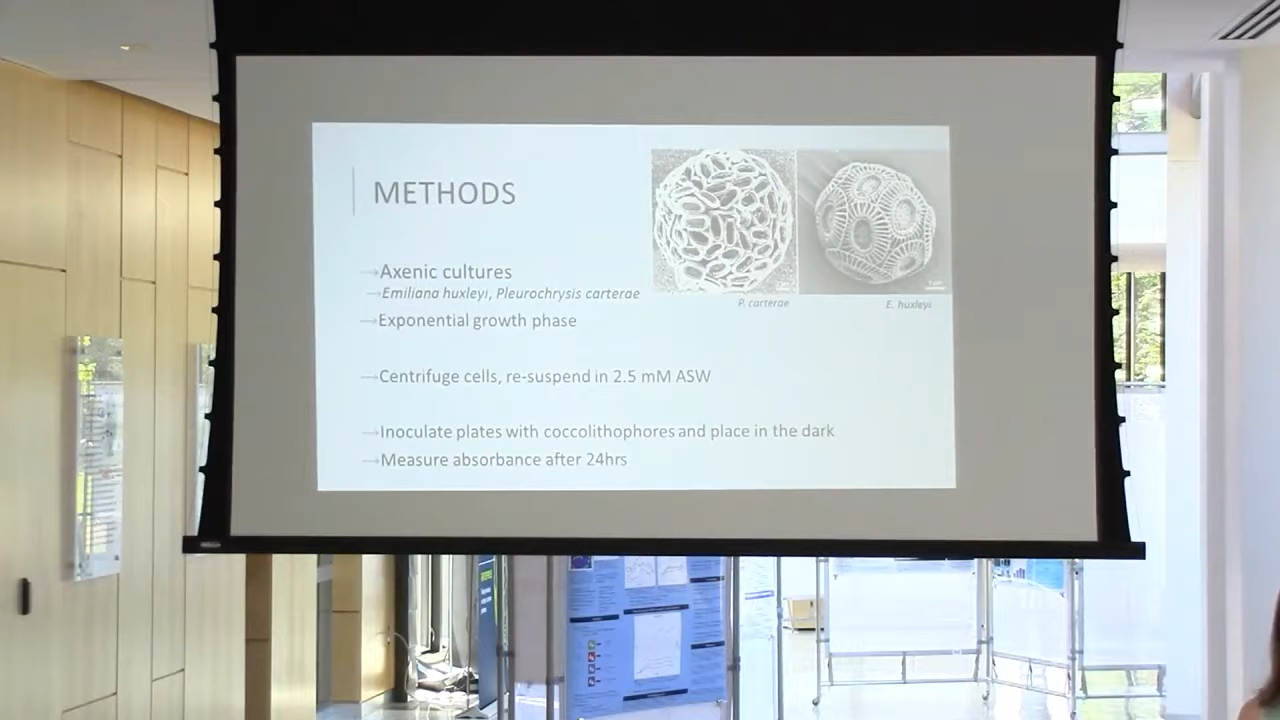 METHODS
→Axenic cultures
→Emiliana huxleyi, Pleurochrysis carterae
→Exponential growth phase
→Centrifuge cells, re-suspend in 2.5 mM ASW
→Inoculate plates with coccolithophores and place in the dark
→Measure absorbance after 24hrs
P. carterae
E. huxleyi